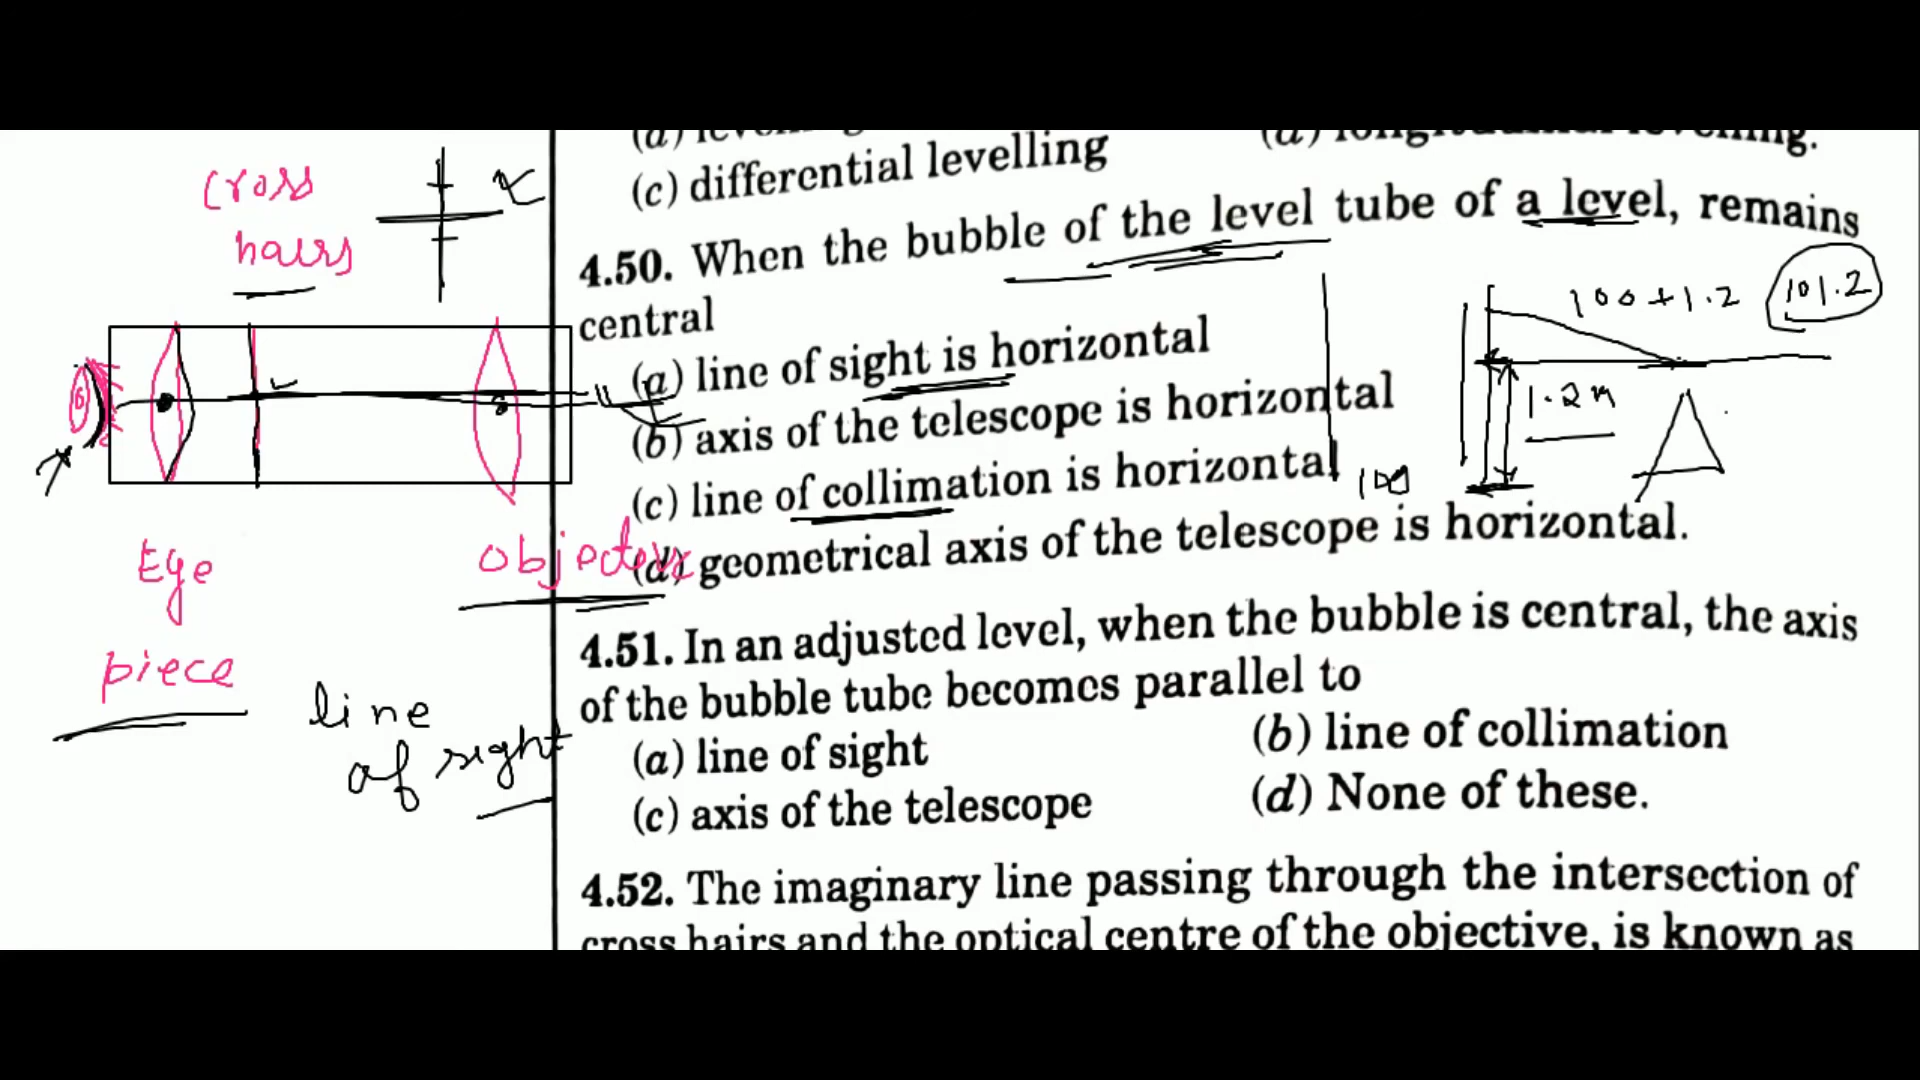 (c) differential levelling
4.50. When the bubble of the level tube of a level, remains
central
(a) line of sight is horizontal
(b) axis of the telescope is horizontal
(c) line of collimation is horizontal
(d) geometrical axis of the telescope is horizontal.
4.51. In an adjusted level, when the bubble is central, the axis
of the bubble tube becomes parallel to
(a) line of sight
(b) line of collimation
(c) axis of the telescope
(d) None of these.
4.52. The imaginary line passing through the intersection of
cross hairs and the optical centre of the objective, is known as
Cross
hairs
Eye
piece
Objective
line
of sight
100+1.2
101.2
1.2m
100